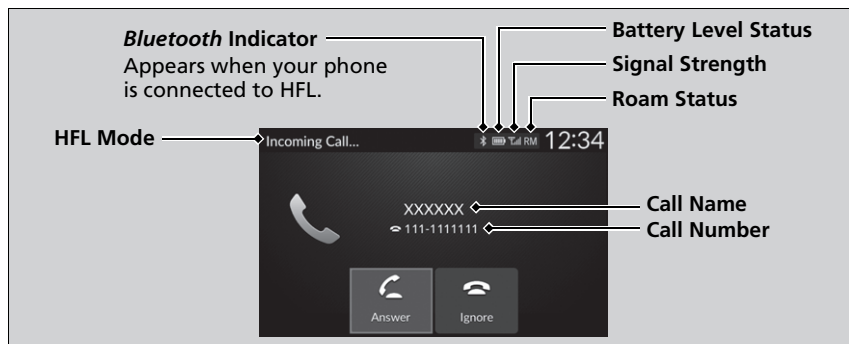 Bluetooth Indicator
Appears when your phone
is connected to HFL.
Battery Level Status
Signal Strength
Roam Status
HFL Mode
Incoming Call...
RM 12:34
XXXXXX
111-1111111
Call Name
Call Number
Answer
Ignore